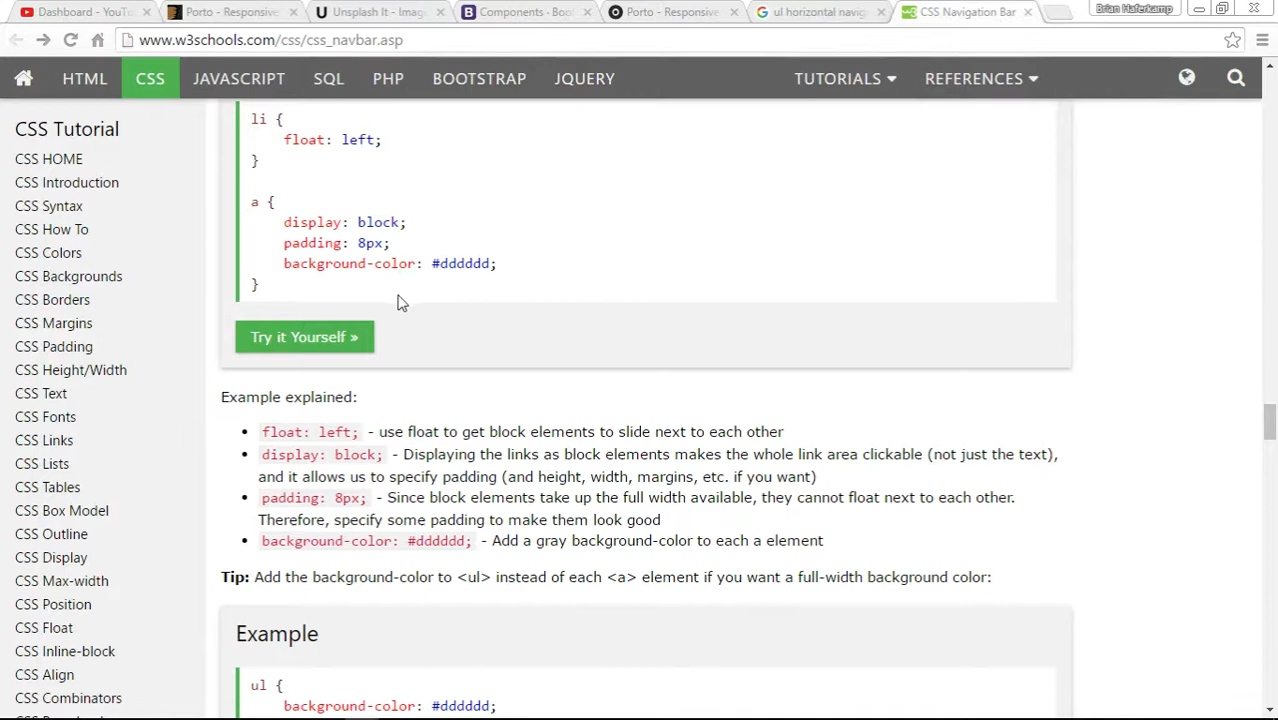 Dashboard - YouT
Porto - Responsive
Unsplash It - Imag
Components · Boo
Porto - Responsive
ul horizontal navig
CSS Navigation Bar
Brian Haferkamp
www.w3schools.com/css/css_navbar.asp
HTML CSS JAVASCRIPT SQL PHP BOOTSTRAP JQUERY TUTORIALS REFERENCES
CSS Tutorial
CSS HOME
CSS Introduction
CSS Syntax
CSS How To
CSS Colors
CSS Backgrounds
CSS Borders
CSS Margins
CSS Padding
CSS Height/Width
CSS Text
CSS Fonts
CSS Links
CSS Lists
CSS Tables
CSS Box Model
CSS Outline
CSS Display
CSS Max-width
CSS Position
CSS Float
CSS Inline-block
CSS Align
CSS Combinators
li {
float: left;
}
a {
display: block;
padding: 8px;
background-color: #dddddd;
}
Try it Yourself »
Example explained:
• float: left; - use float to get block elements to slide next to each other
• display: block; - Displaying the links as block elements makes the whole link area clickable (not just the text),
and it allows us to specify padding (and height, width, margins, etc. if you want)
• padding: 8px; - Since block elements take up the full width available, they cannot float next to each other.
Therefore, specify some padding to make them look good
• background-color: #dddddd; - Add a gray background-color to each a element
Tip: Add the background-color to <ul> instead of each <a> element if you want a full-width background color:
Example
ul {
background-color: #dddddd;